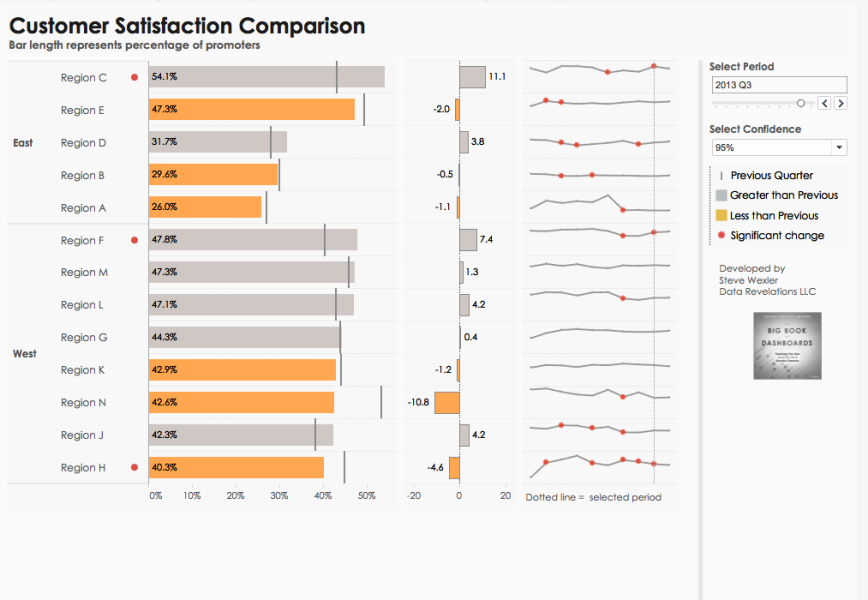 Customer Satisfaction Comparison
Bar length represents percentage of promoters
East
Region C 54.1% 11.1
Region E 47.3% -2.0
Region D 31.7% 3.8
Region B 29.6% -0.5
Region A 26.0% -1.1
West
Region F 47.8% 7.4
Region M 47.3% 1.3
Region L 47.1% 4.2
Region G 44.3% 0.4
Region K 42.9% -1.2
Region N 42.6% -10.8
Region J 42.3% 4.2
Region H 40.3% -4.6
0% 10% 20% 30% 40% 50% -20 0 20 Dotted line = selected period
Select Period
2013 Q3
Select Confidence
95%
Previous Quarter
Greater than Previous
Less than Previous
Significant change
Developed by
Steve Wexler
Data Revelations LLC
BIG BOOK
DASHBOARDS